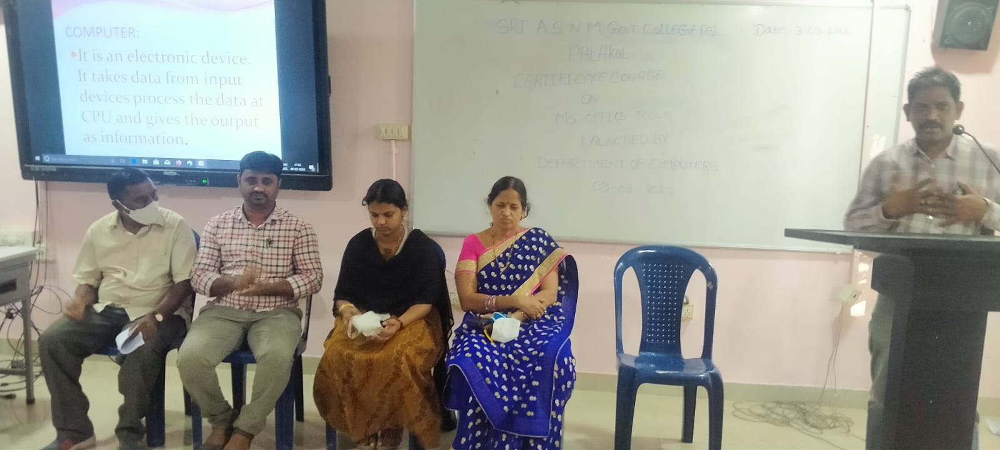 COMPUTER:
It is an electronic device.
It takes data from input
devices process the data at
CPU and gives the output
as information.
SRI A S N M GOVT COLLEGE (A)
Date 3-03-2022
PALAKOL
CERTIFICATE COURSE
ON
MS-OFFICE TOOLS
LAUNCHED BY
DEPARTMENT OF COMPUTERS
03-03-2022